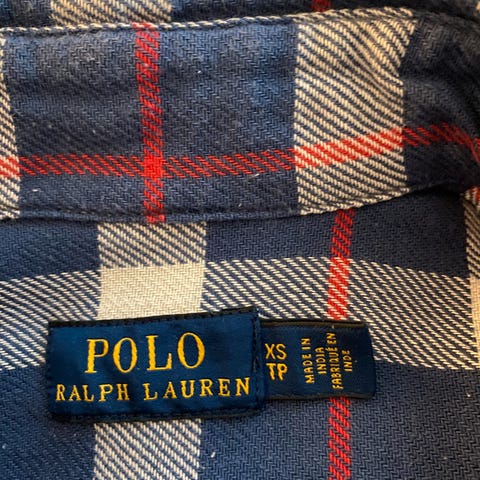 POLO
RALPH LAUREN
XS
TP
MADE IN
INDIA
FABRIQUÉ EN
INDE